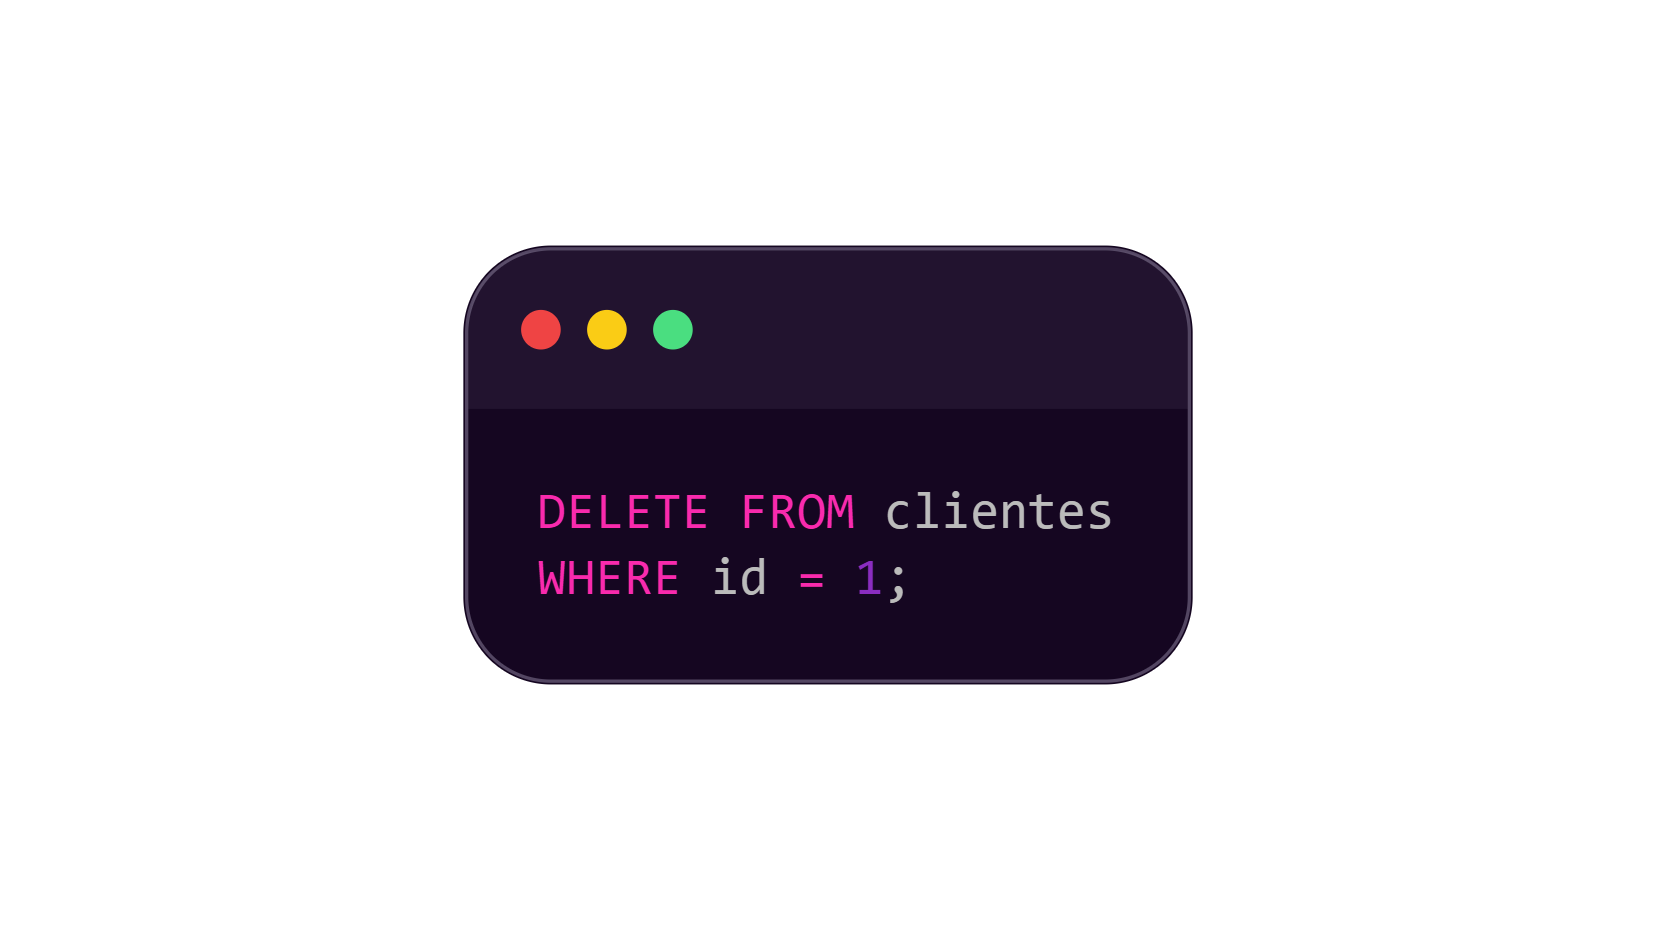 DELETE FROM clientes
WHERE id = 1;